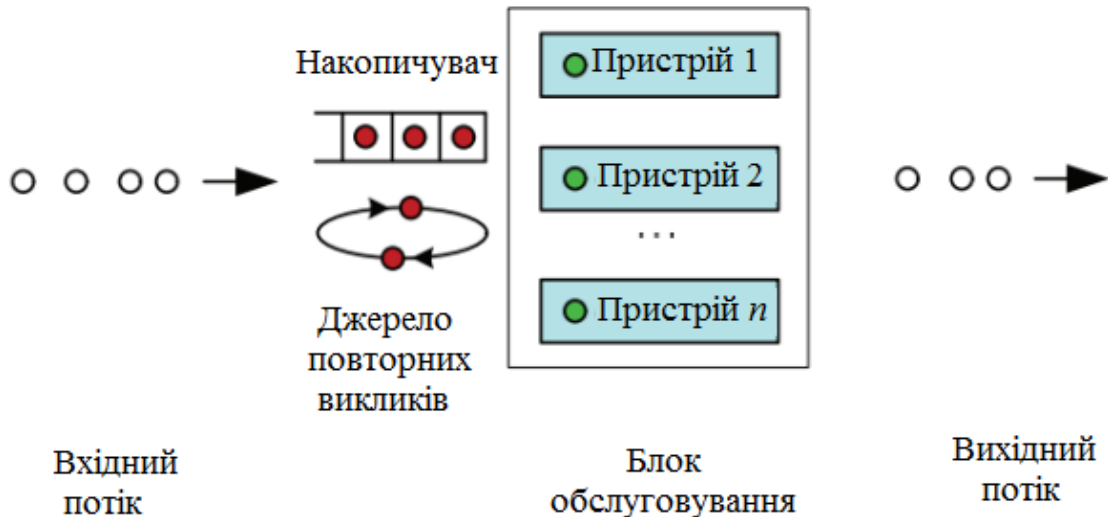 Накопичувач
Пристрій 1
Пристрій 2
...
Пристрій n
Джерело
повторних
викликів
Вхідний
потік
Блок
обслуговування
Вихідний
потік